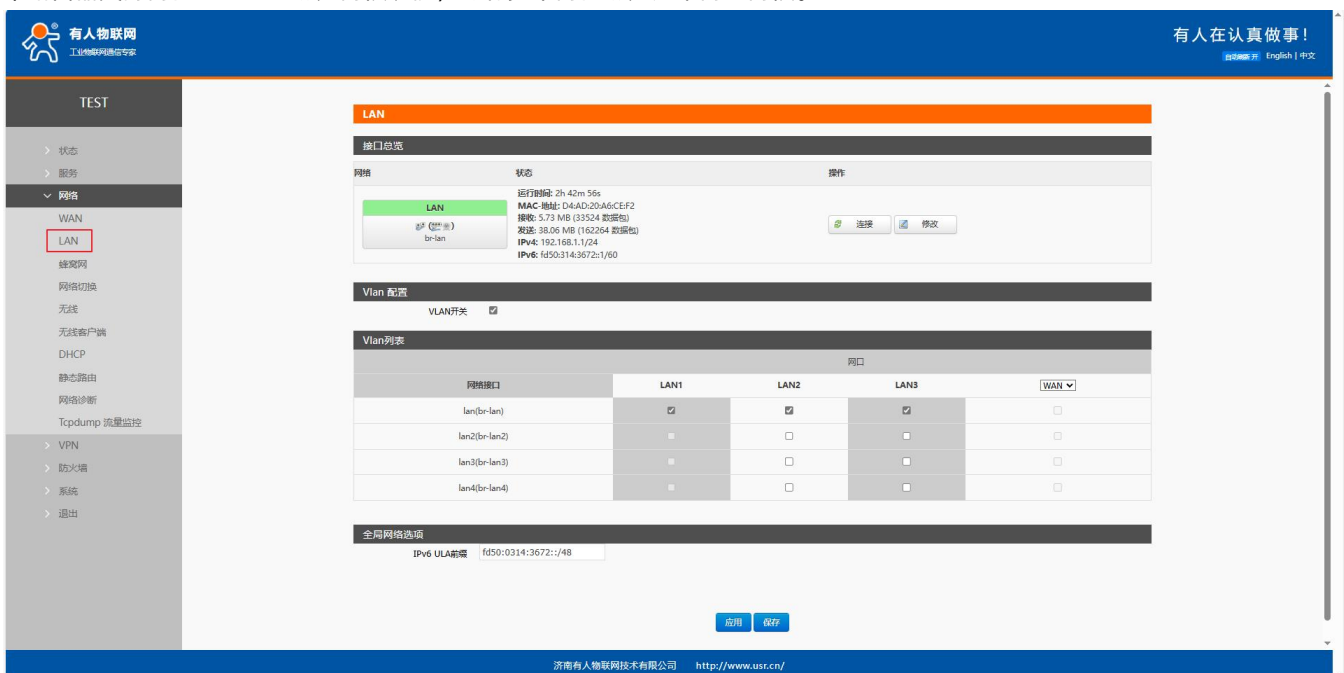 有人物联网
工业物联网通信专家
有人在认真做事！
自动刷新 开 English | 中文
TEST
状态
服务
网络
WAN
LAN
蜂窝网
网络切换
无线
无线客户端
DHCP
静态路由
网络诊断
Tcpdump 流量监控
VPN
防火墙
系统
退出
LAN
接口总览
网络 状态 操作
LAN
br-lan
运行时间: 2h 42m 56s
MAC-地址: D4:AD:20:A6:CE:F2
接收: 5.73 MB (33524 数据包)
发送: 38.06 MB (162264 数据包)
IPv4: 192.168.1.1/24
IPv6: fd50:314:3672::1/60
连接 修改
Vlan 配置
VLAN开关
Vlan列表
网口
网络接口 LAN1 LAN2 LAN3 WAN
lan(br-lan)
lan2(br-lan2)
lan3(br-lan3)
lan4(br-lan4)
全局网络选项
IPv6 ULA前缀 fd50:0314:3672::/48
应用 保存
济南有人物联网技术有限公司 http://www.usr.cn/